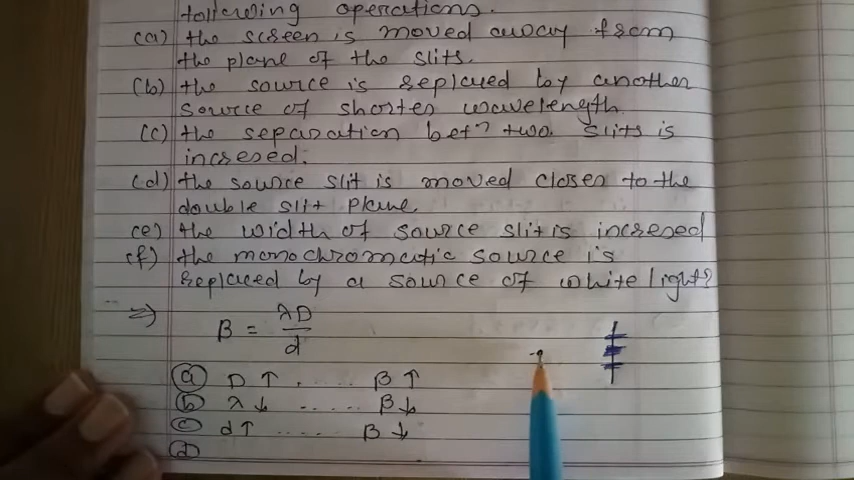 following operations.
(a) the screen is moved away from
the plane of the slits.
(b) the source is replaced by another
source of shorter wavelength
(c) the separation betn two slits is
incresed.
(d) the source slit is moved closer to the
double slit plane.
(e) the width of source slit is incresed
(f) the monochromatic source is
replaced by a source of white light?
⇒ β = λD/d
(a) D ↑ . .... β ↑
(b) λ ↓ ..... β ↓
(c) d ↑ ..... β ↓
(d)